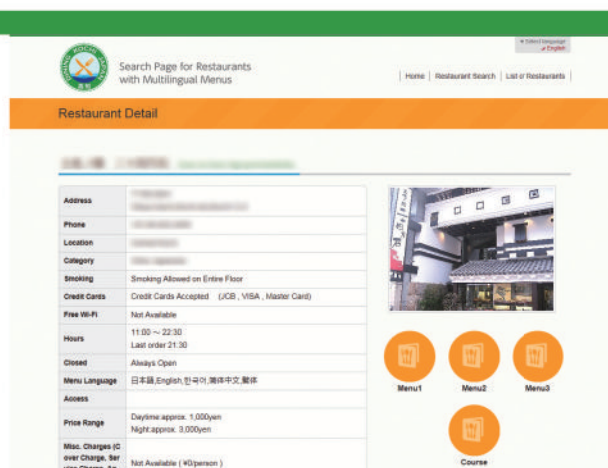 Select language
English
Search Page for Restaurants
with Multilingual Menus
Home | Restaurant Search | List of Restaurants
Restaurant Detail
Address
Phone
Location
Category
Smoking Smoking Allowed on Entire Floor
Credit Cards Credit Cards Accepted (JCB , VISA , Master Card)
Free Wi-Fi Not Available
Hours 11:00 ～ 22:30
Last order 21:30
Closed Always Open
Menu Language 日本語,English,한국어,简体中文,繁体
Access
Price Range Daytime:approx. 1,000yen
Night:approx. 3,000yen
Misc. Charges (C
over Charge, Ser
Not Available ( ¥0/person )
Menu1 Menu2 Menu3
Course